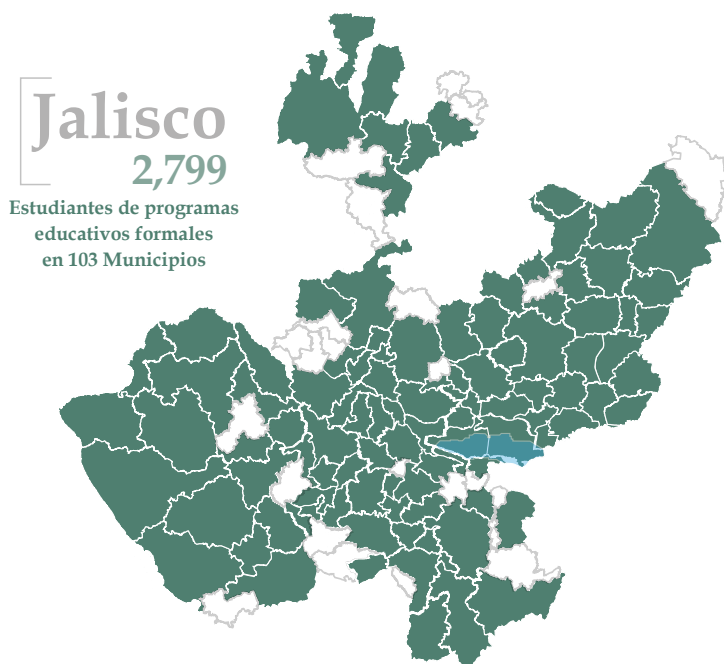 Jalisco
2,799
Estudiantes de programas
educativos formales
en 103 Municipios